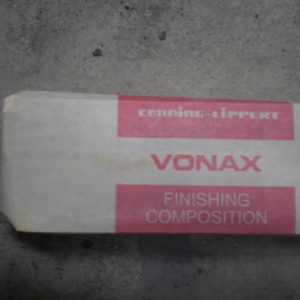 CANNING-LIPPERT
VONAX
FINISHING
COMPOSITION